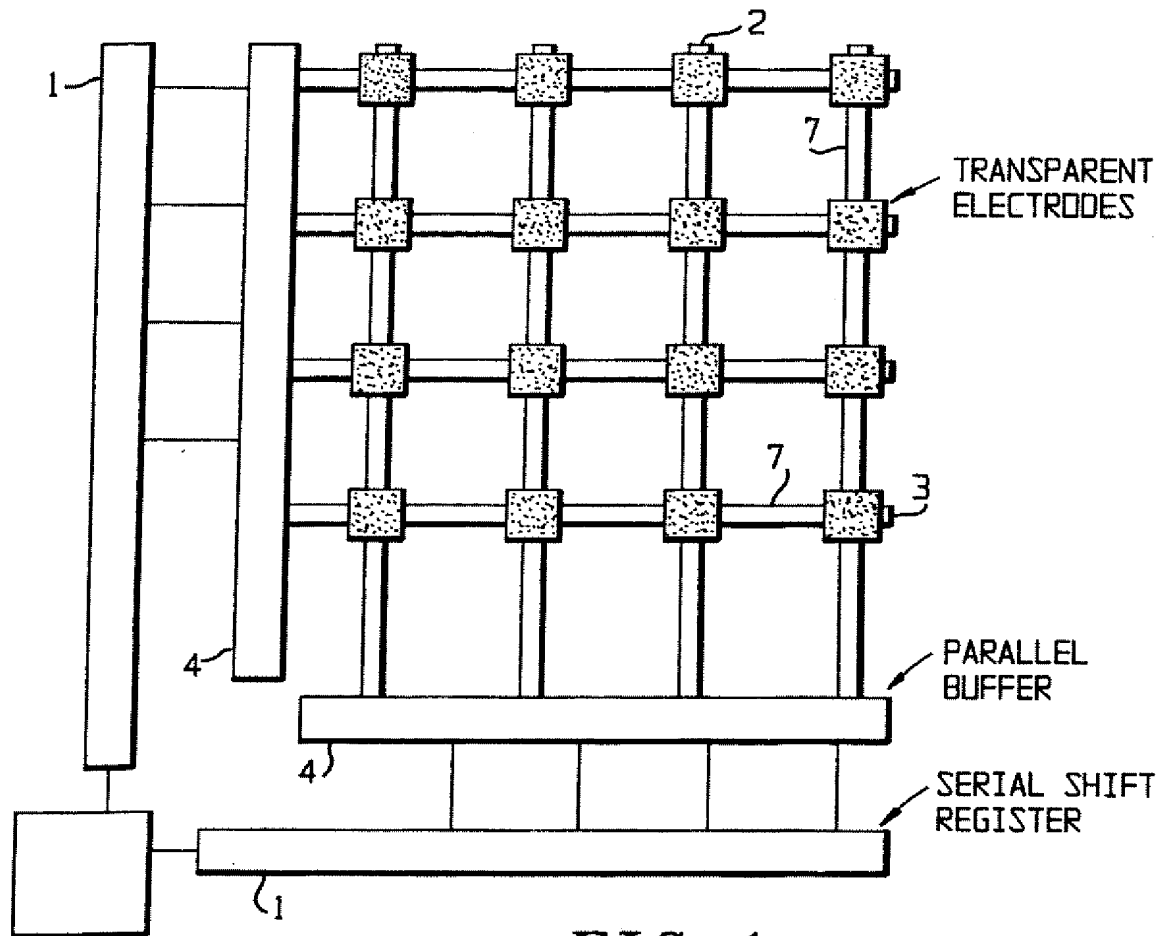 2
1
7
TRANSPARENT
ELECTRODES
7
3
4
PARALLEL
BUFFER
4
SERIAL SHIFT
REGISTER
1